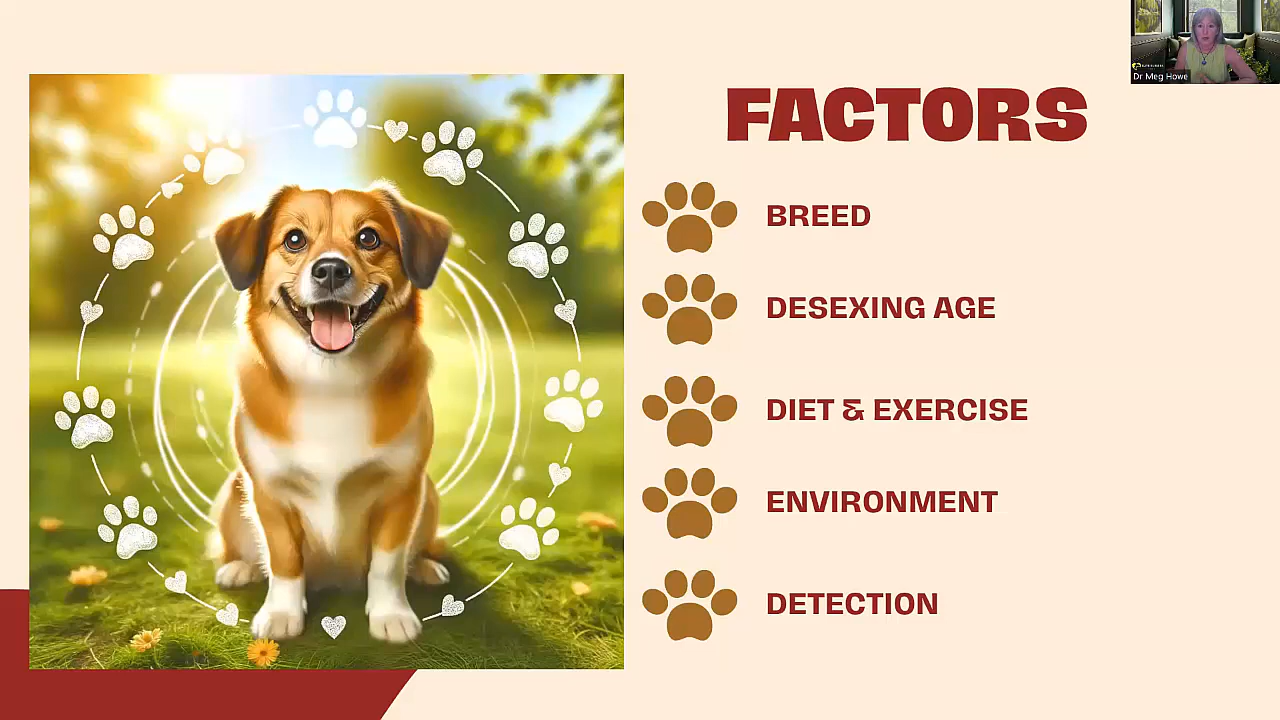 Dr Meg Howe
FACTORS
BREED
DESEXING AGE
DIET & EXERCISE
ENVIRONMENT
DETECTION